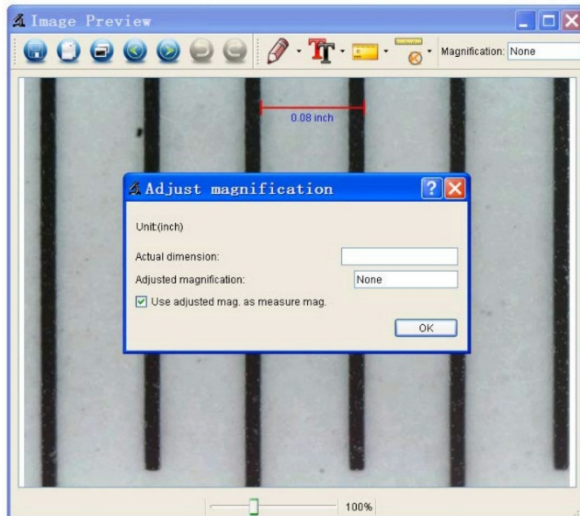 Image Preview
Magnification: None
0.08 inch
Adjust magnification
Unit:(inch)
Actual dimension:
Adjusted magnification: None
Use adjusted mag. as measure mag.
OK
100%